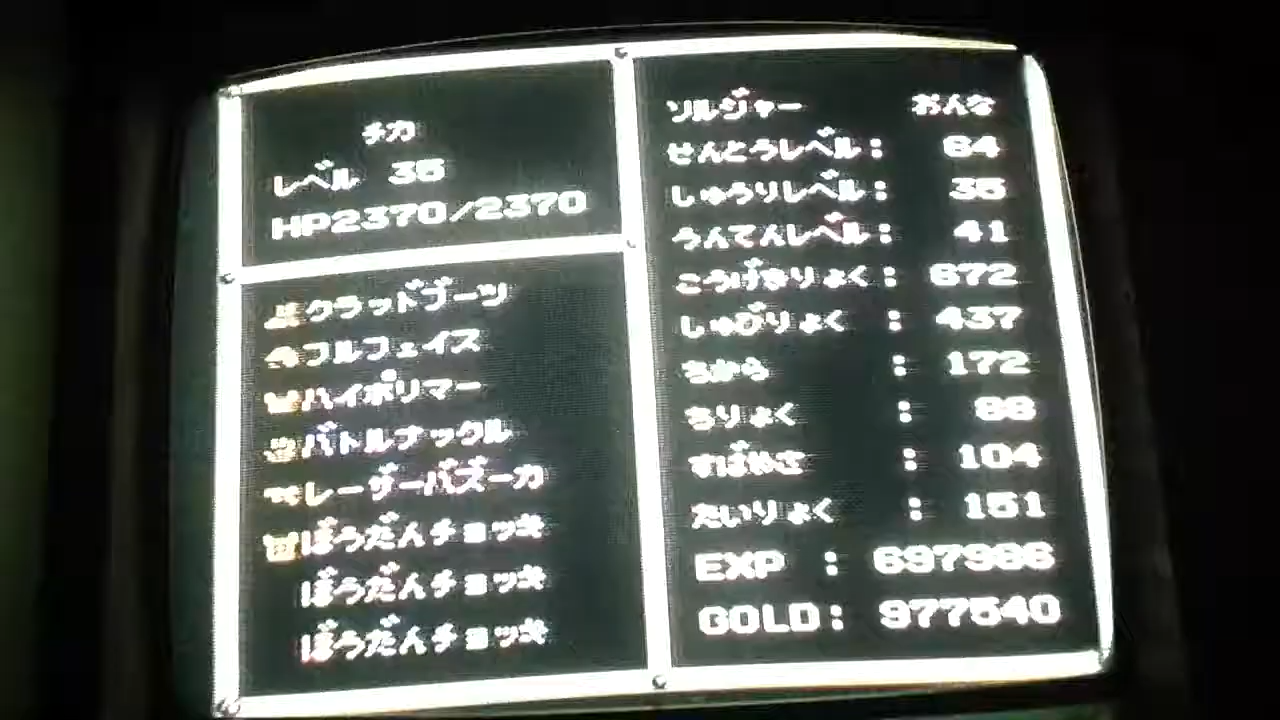 チカ
レベル 35
HP2370/2370
クラッドブーツ
フルフェイス
ハイポリマー
バトルナックル
レーザーバズーカ
ぼうだんチョッキ
ぼうだんチョッキ
ぼうだんチョッキ
ソルジャー おんな
せんとうレベル: 64
しゅうりレベル: 35
うんてんレベル: 41
こうげきりょく: 672
しゅびりょく : 437
ちから : 172
ちりょく : 88
すばやさ : 104
たいりょく : 151
EXP : 697986
GOLD: 977540